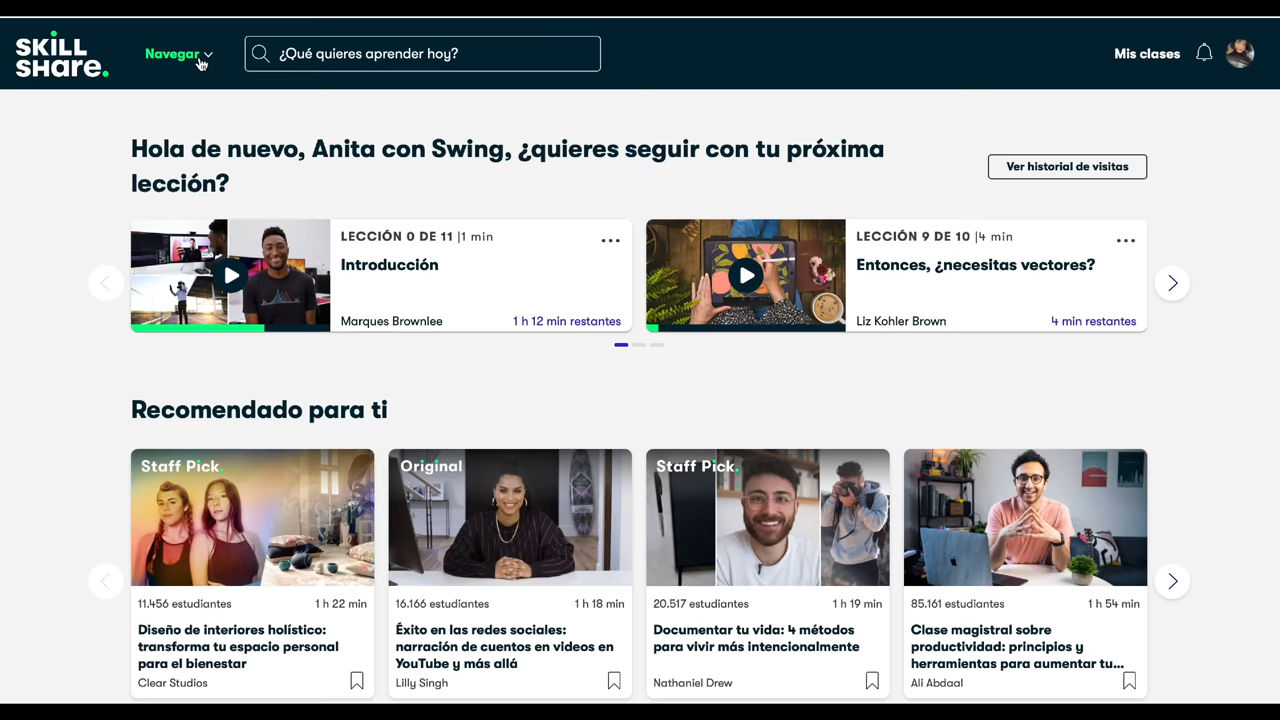 SKILL
SHARE.
Navegar
¿Qué quieres aprender hoy?
Mis clases
Hola de nuevo, Anita con Swing, ¿quieres seguir con tu próxima
lección?
Ver historial de visitas
LECCIÓN 0 DE 11 |1 min
Introducción
Marques Brownlee
1 h 12 min restantes
LECCIÓN 9 DE 10 |4 min
Entonces, ¿necesitas vectores?
Liz Kohler Brown
4 min restantes
Recomendado para ti
Staff Pick.
11.456 estudiantes
1 h 22 min
Diseño de interiores holístico:
transforma tu espacio personal
para el bienestar
Clear Studios
Original
16.166 estudiantes
1 h 18 min
Éxito en las redes sociales:
narración de cuentos en videos en
YouTube y más allá
Lilly Singh
Staff Pick.
20.517 estudiantes
1 h 19 min
Documentar tu vida: 4 métodos
para vivir más intencionalmente
Nathaniel Drew
85.161 estudiantes
1 h 54 min
Clase magistral sobre
productividad: principios y
herramientas para aumentar tu...
Ali Abdaal